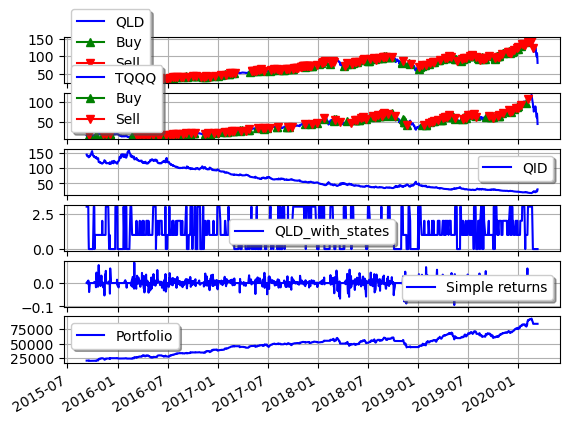 QLD
Buy
Sell
150
100
50
TQQQ
Buy
Sell
100
50
150
100
50
QID
2.5
0.0
QLD_with_states
0.0
−0.1
Simple returns
75000
50000
25000
Portfolio
2015-07 2016-01 2016-07 2017-01 2017-07 2018-01 2018-07 2019-01 2019-07 2020-01